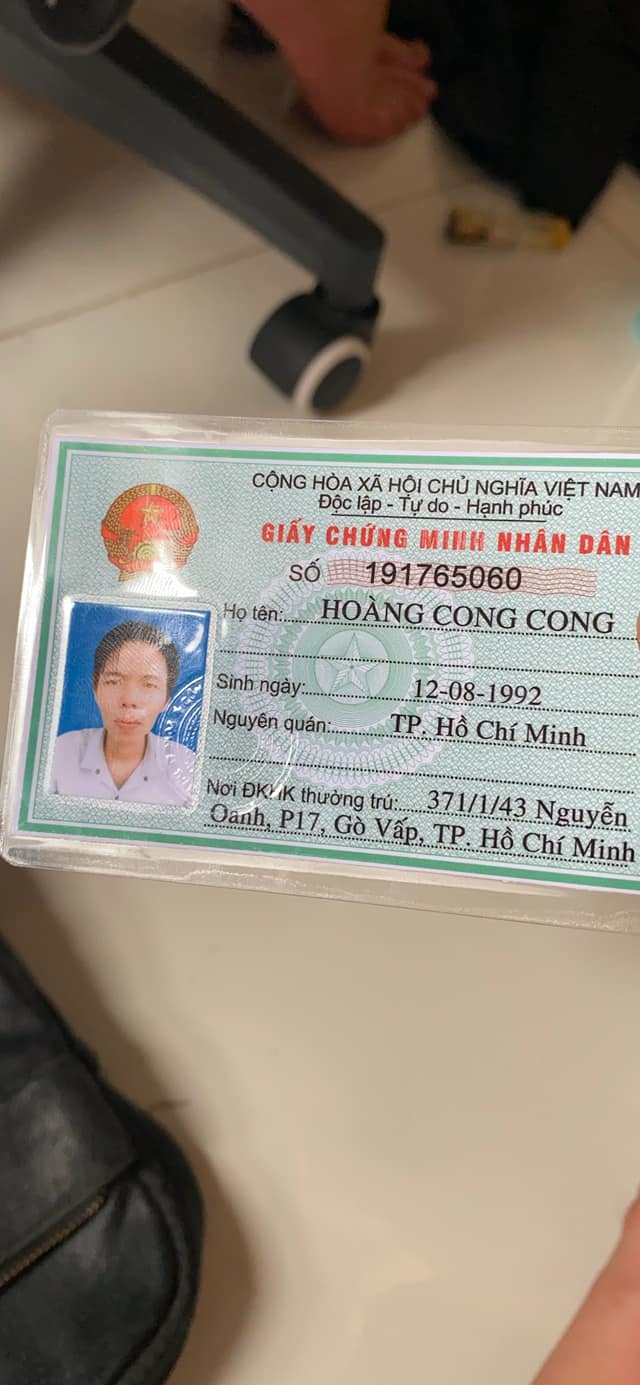 CỘNG HÒA XÃ HỘI CHỦ NGHĨA VIỆT NAM
Độc lập - Tự do - Hạnh phúc
GIẤY CHỨNG MINH NHÂN DÂN
SỐ 191765060
Họ tên: HOÀNG CONG CONG
Sinh ngày: 12-08-1992
Nguyên quán: TP. Hồ Chí Minh
Nơi ĐKHK thường trú: 371/1/43 Nguyễn
Oanh, P17, Gò Vấp, TP. Hồ Chí Minh